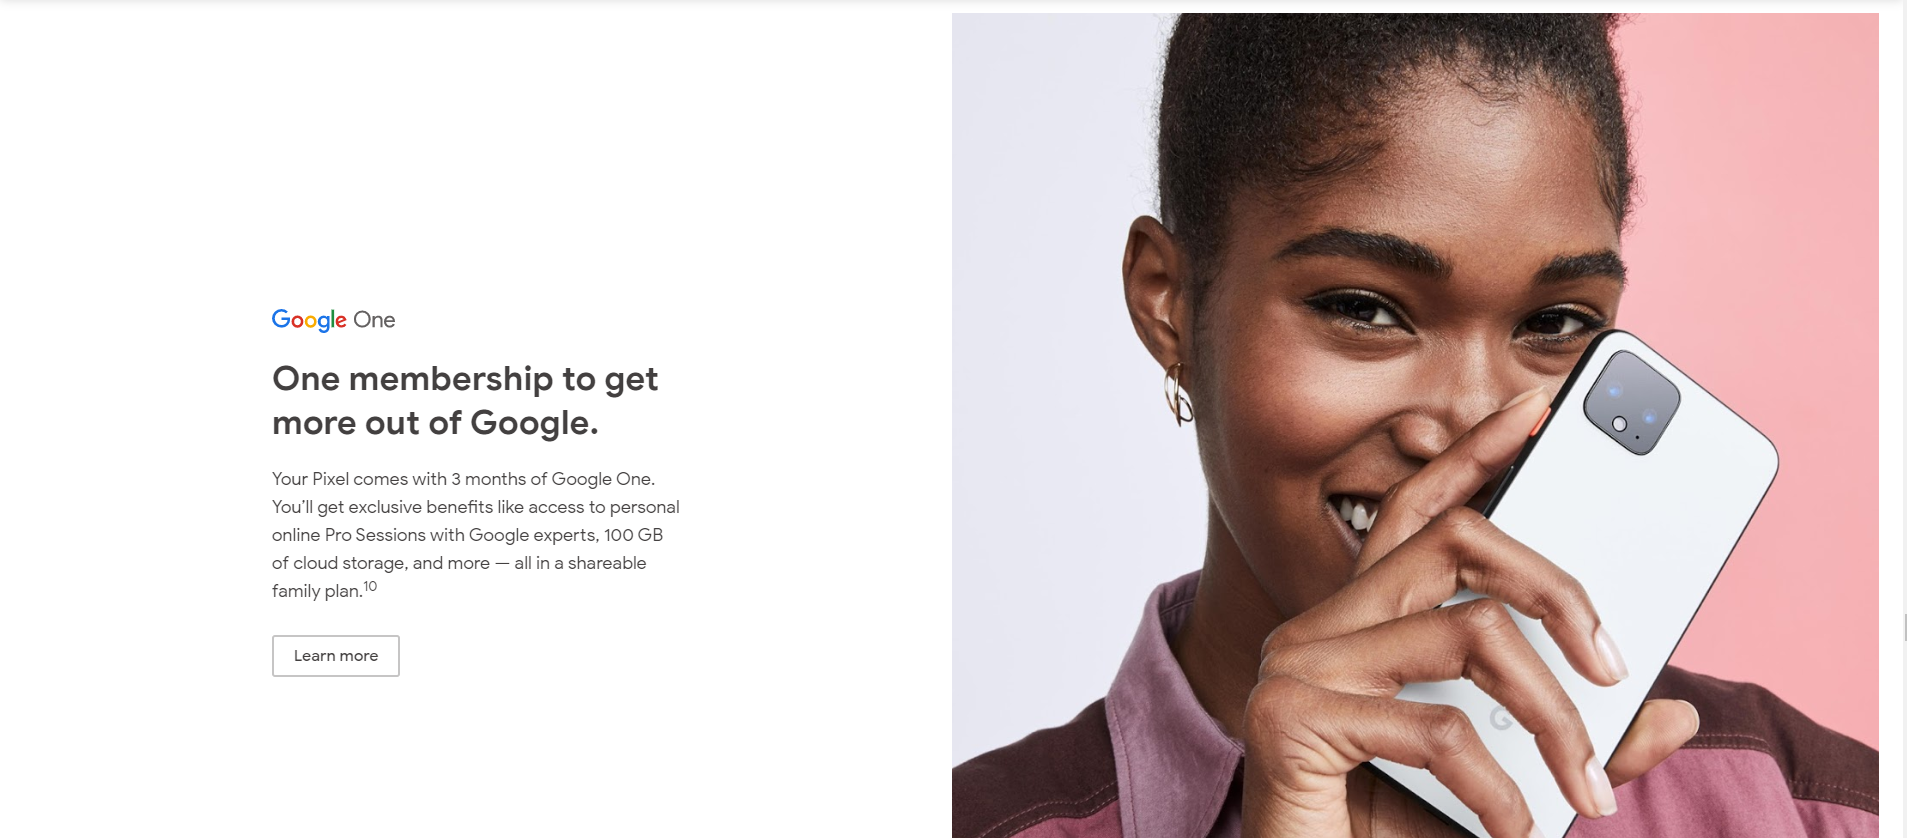 Google One
One membership to get
more out of Google.
Your Pixel comes with 3 months of Google One.
You’ll get exclusive benefits like access to personal
online Pro Sessions with Google experts, 100 GB
of cloud storage, and more — all in a shareable
family plan.10
Learn more
G